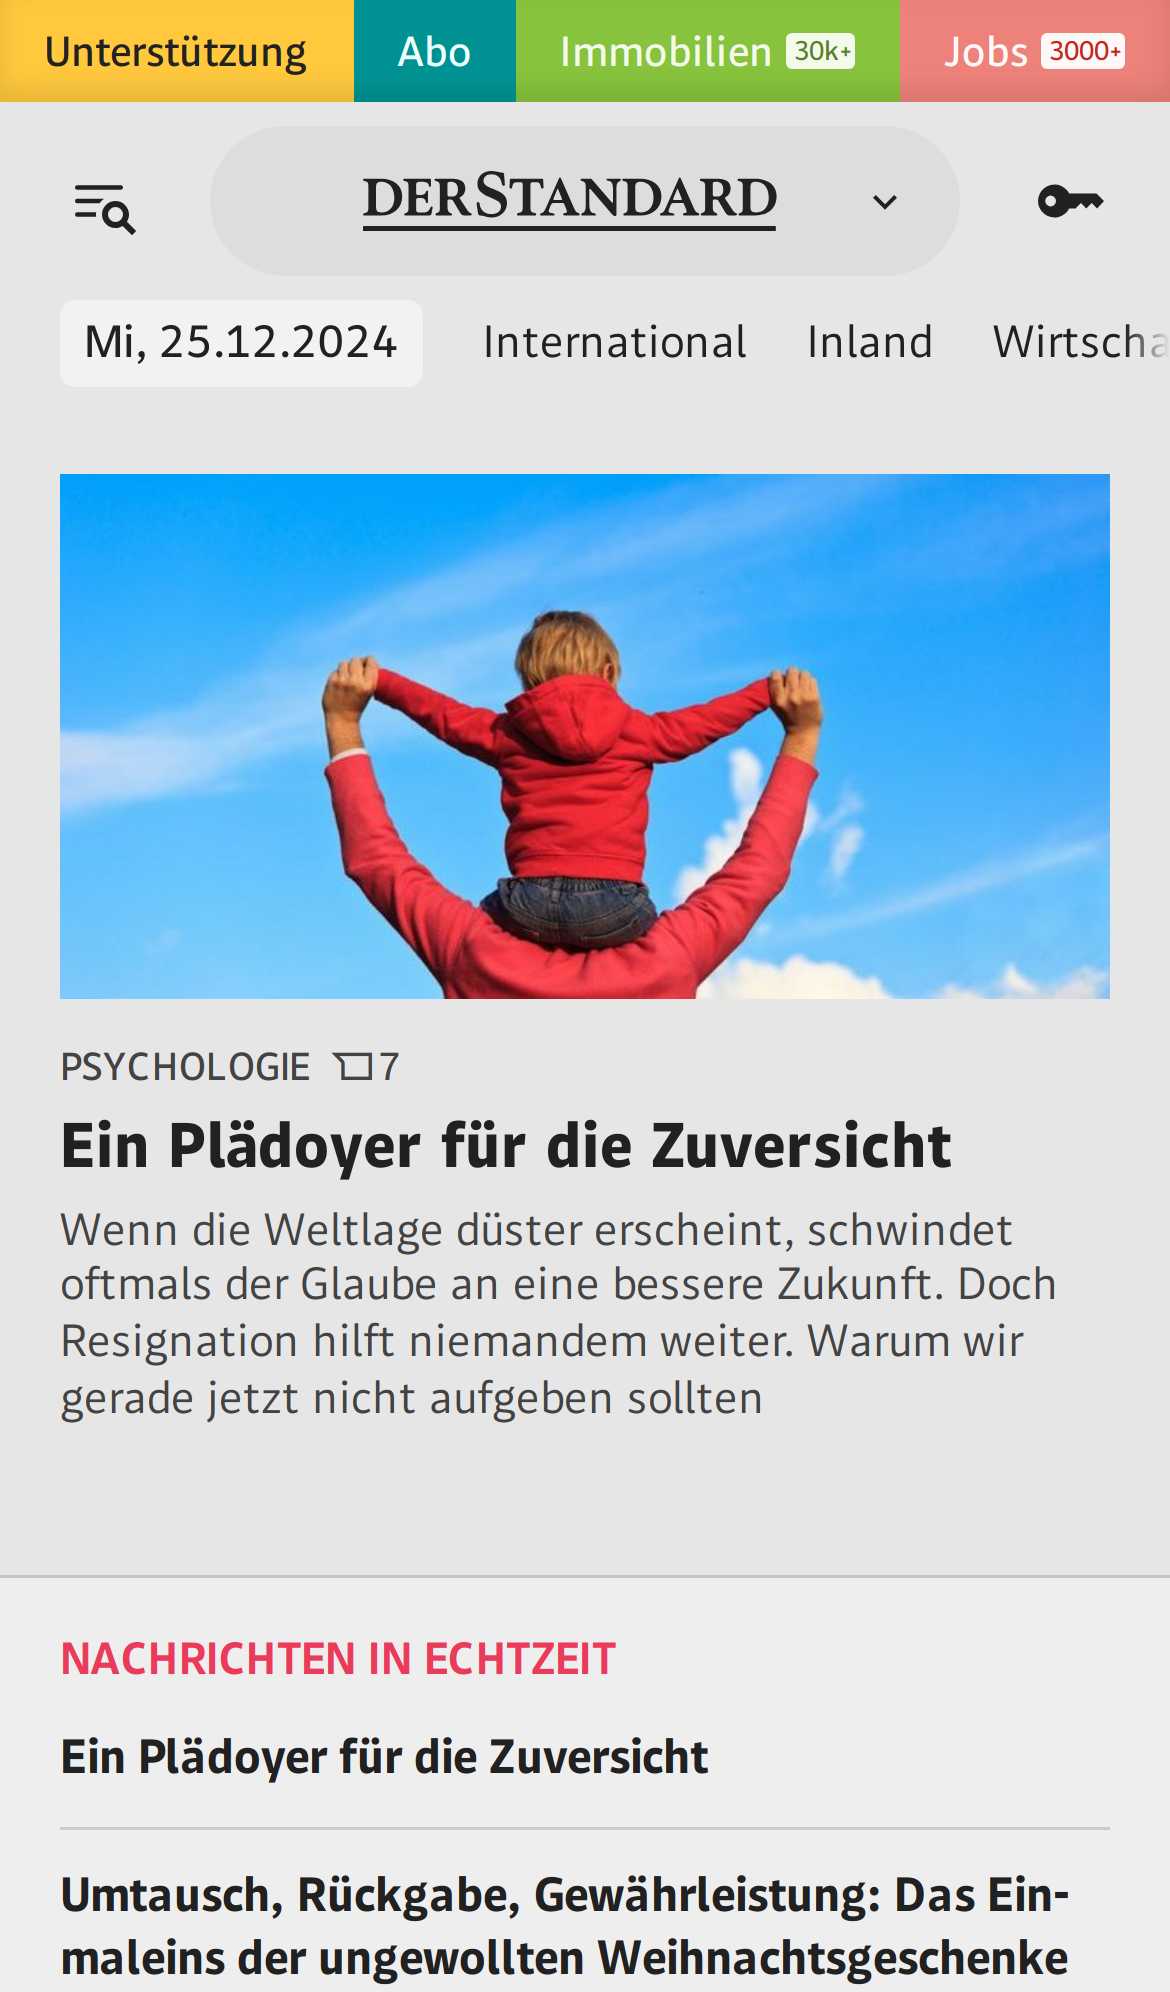 Unterstützung Abo Immobilien 30k+ Jobs 3000+
DERSTANDARD
Mi, 25.12.2024 International Inland Wirtscha
PSYCHOLOGIE 7
Ein Plädoyer für die Zuversicht
Wenn die Weltlage düster erscheint, schwindet
oftmals der Glaube an eine bessere Zukunft. Doch
Resignation hilft niemandem weiter. Warum wir
gerade jetzt nicht aufgeben sollten
NACHRICHTEN IN ECHTZEIT
Ein Plädoyer für die Zuversicht
Umtausch, Rückgabe, Gewährleistung: Das Ein-
maleins der ungewollten Weihnachtsgeschenke